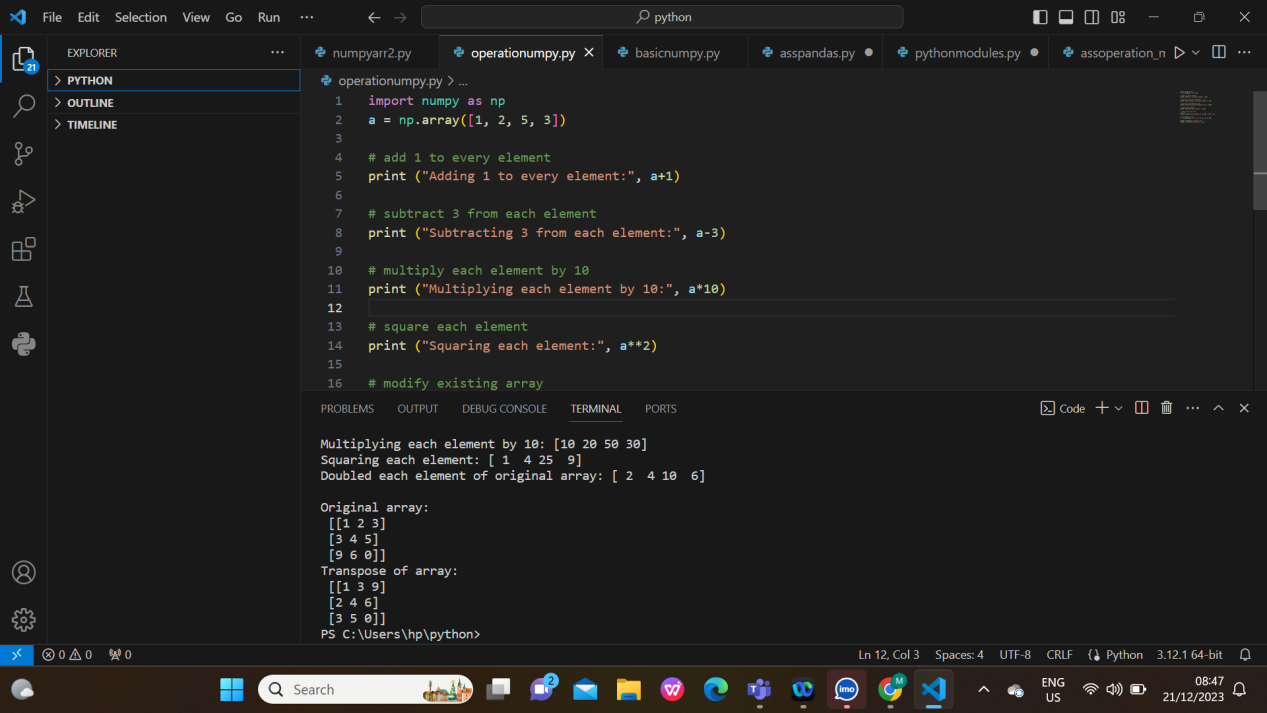 File Edit Selection View Go Run ···
python
EXPLORER ···
PYTHON
OUTLINE
TIMELINE
21
numpyarr2.py operationumpy.py basicnumpy.py asspandas.py pythonmodules.py assoperation_n
operationumpy.py > ...
1 import numpy as np
2 a = np.array([1, 2, 5, 3])
3
4 # add 1 to every element
5 print ("Adding 1 to every element:", a+1)
6
7 # subtract 3 from each element
8 print ("Subtracting 3 from each element:", a-3)
9
10 # multiply each element by 10
11 print ("Multiplying each element by 10:", a*10)
12
13 # square each element
14 print ("Squaring each element:", a**2)
15
16 # modify existing array
PROBLEMS OUTPUT DEBUG CONSOLE TERMINAL PORTS
Code
Multiplying each element by 10: [10 20 50 30]
Squaring each element: [ 1  4 25  9]
Doubled each element of original array: [ 2  4 10  6]
Original array:
[[1 2 3]
[3 4 5]
[9 6 0]]
Transpose of array:
[[1 3 9]
[2 4 6]
[3 5 0]]
PS C:\Users\hp\python>
0 0 0
Ln 12, Col 3 Spaces: 4 UTF-8 CRLF Python 3.12.1 64-bit
Search
2
imo
M
ENG
US
08:47
21/12/2023